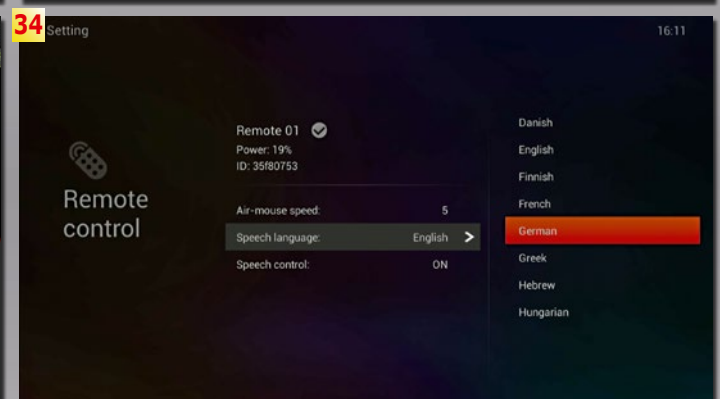 34
Setting
16:11
Remote control
Remote 01
Power: 19%
ID: 35f80753
Air-mouse speed: 5
Speech language: English
Speech control: ON
Danish
English
Finnish
French
German
Greek
Hebrew
Hungarian